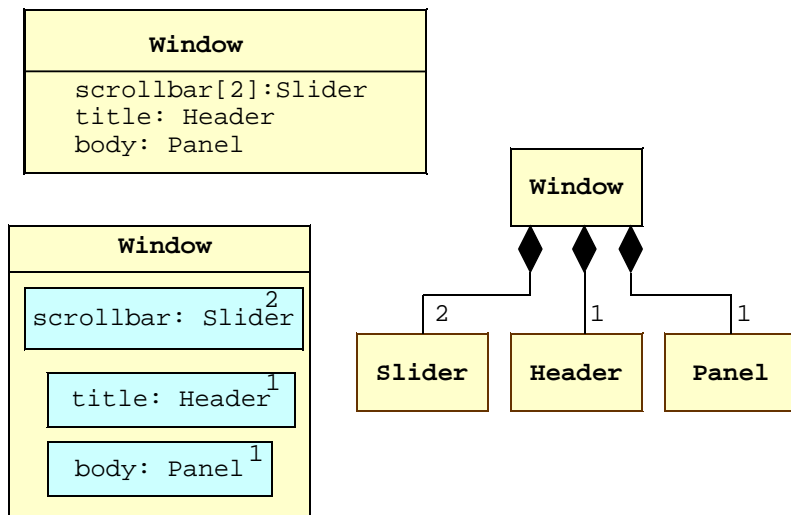 Window
scrollbar[2]:Slider
title: Header
body: Panel
Window
scrollbar: Slider 2
title: Header 1
body: Panel 1
Window
2 1 1
Slider Header Panel